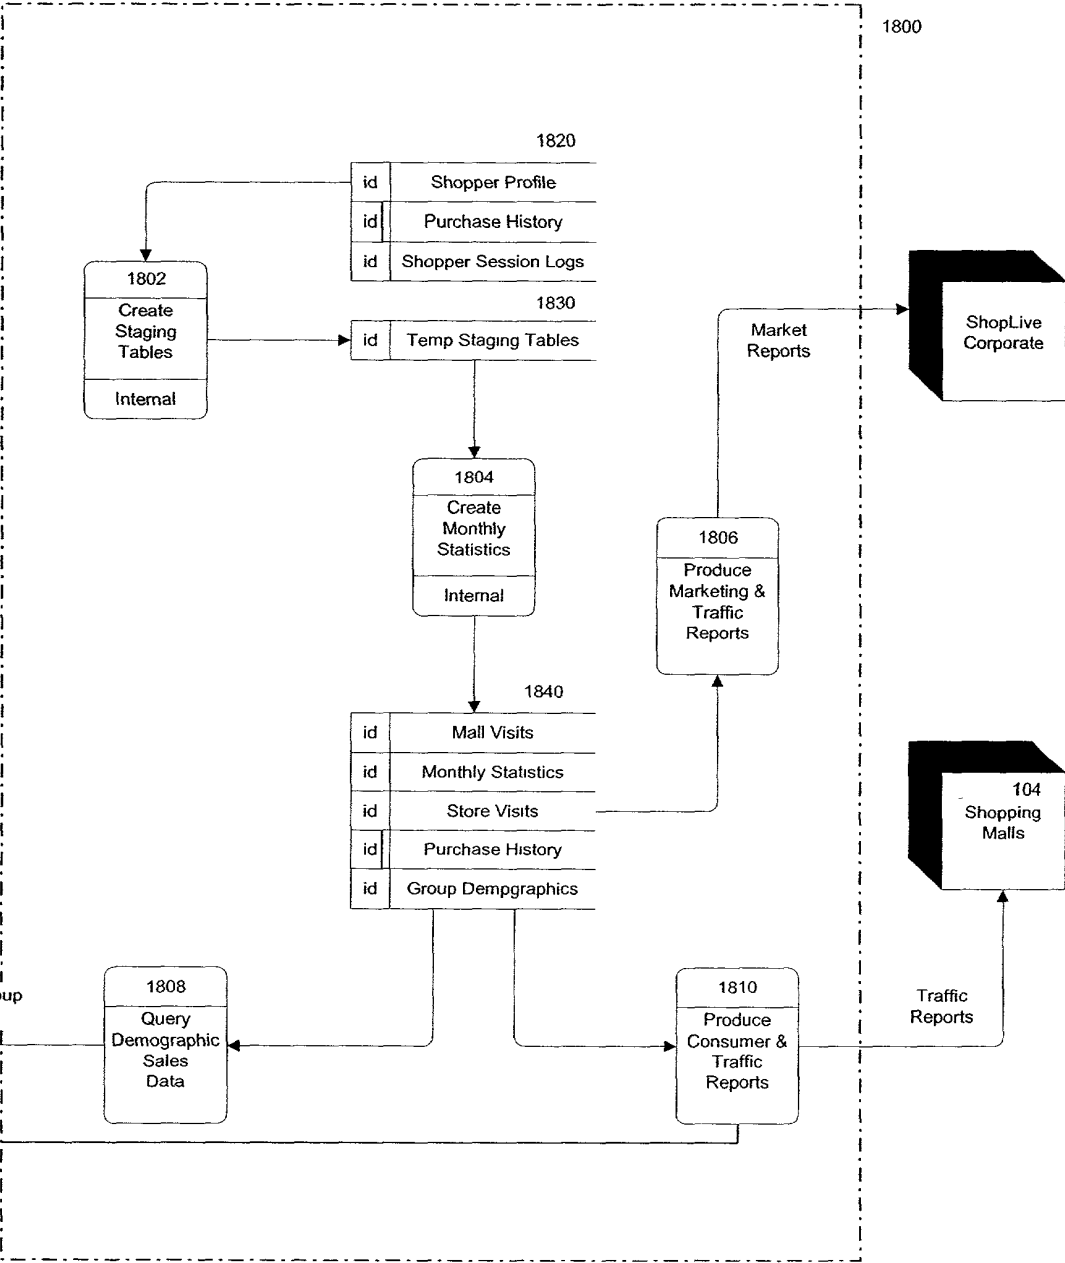 1800
1820
id Shopper Profile
id Purchase History
id Shopper Session Logs
1802
Create
Staging
Tables
Internal
1830
id Temp Staging Tables
Market
Reports
ShopLive
Corporate
1804
Create
Monthly
Statistics
Internal
1806
Produce
Marketing &
Traffic
Reports
1840
id Mall Visits
id Monthly Statistics
id Store Visits
id Purchase History
id Group Dempgraphics
104
Shopping
Malls
oup
1808
Query
Demographic
Sales
Data
1810
Produce
Consumer &
Traffic
Reports
Traffic
Reports